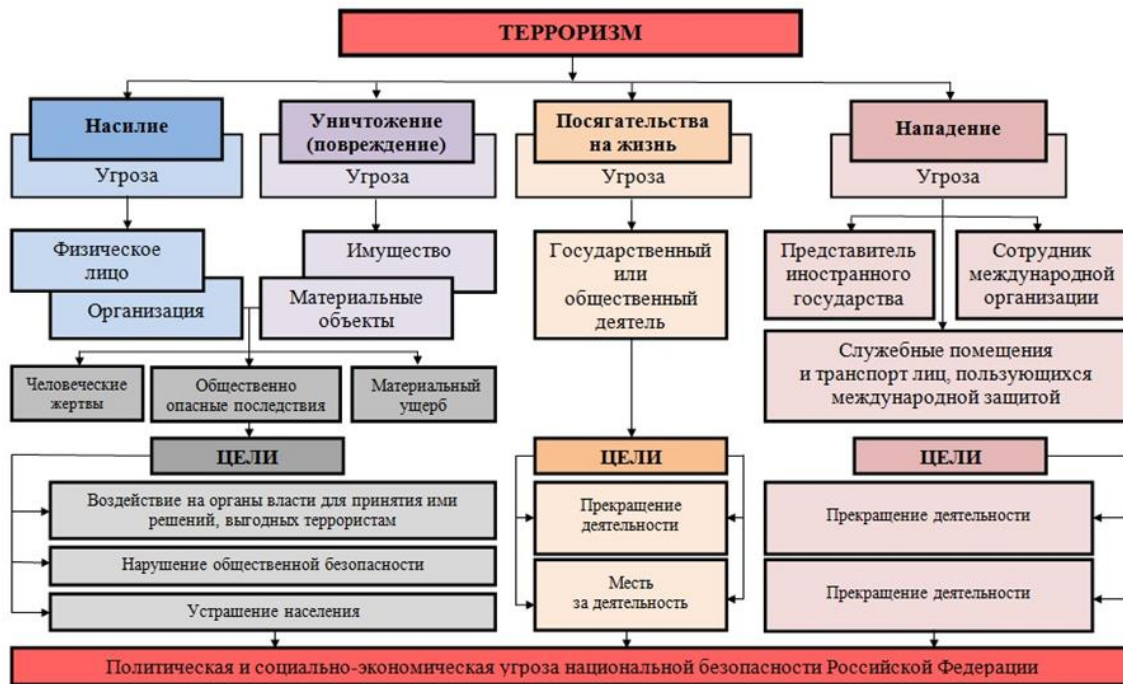 ТЕРРОРИЗМ
Насилие
Угроза
Уничтожение
(повреждение)
Угроза
Посягательства
на жизнь
Угроза
Нападение
Угроза
Физическое
лицо
Организация
Имущество
Материальные
объекты
Государственный
или
общественный
деятель
Представитель
иностранного
государства
Сотрудник
международной
организации
Служебные помещения
и транспорт лиц, пользующихся
международной защитой
Человеческие
жертвы
Общественно
опасные последствия
Материальный
ущерб
ЦЕЛИ
Воздействие на органы власти для принятия ими
решений, выгодных террористам
Нарушение общественной безопасности
Устрашение населения
ЦЕЛИ
Прекращение
деятельности
Месть
за деятельность
ЦЕЛИ
Прекращение деятельности
Прекращение деятельности
Политическая и социально-экономическая угроза национальной безопасности Российской Федерации